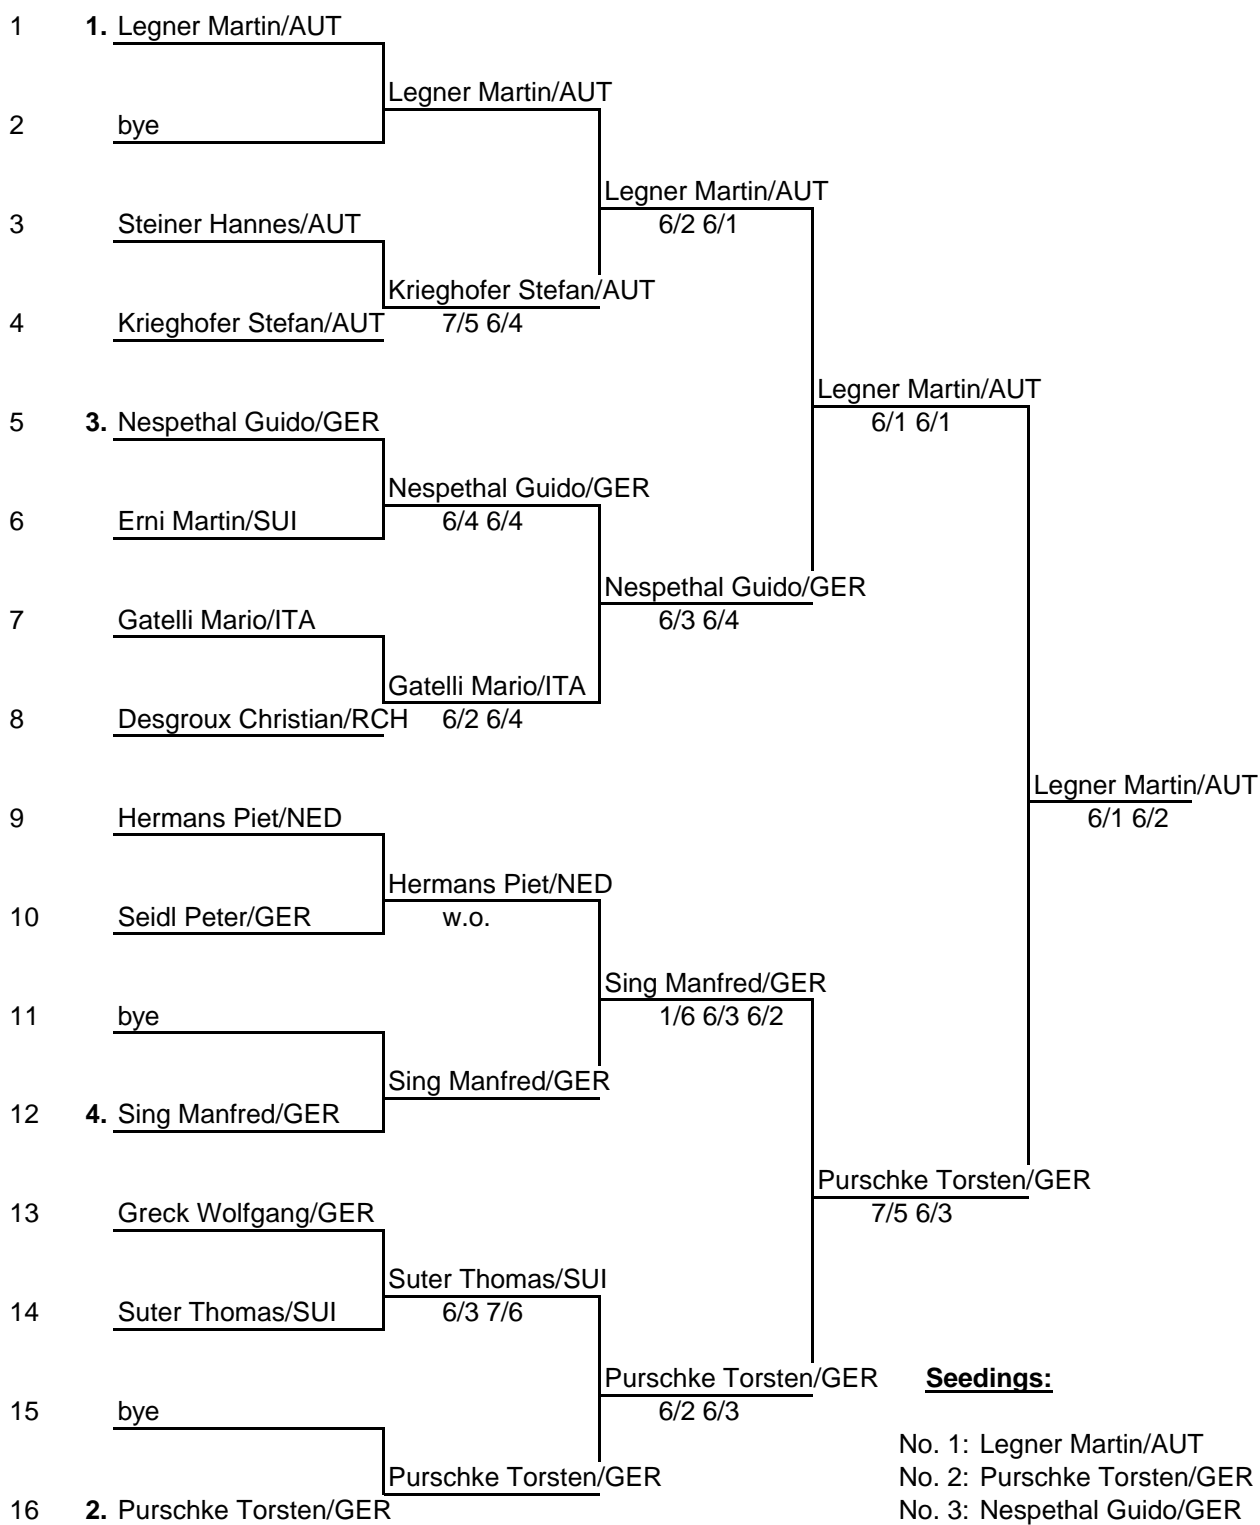 1 1. Legner Martin/AUT
Legner Martin/AUT
2 bye
Legner Martin/AUT
3 Steiner Hannes/AUT 6/2 6/1
Krieghofer Stefan/AUT
4 Krieghofer Stefan/AUT 7/5 6/4
Legner Martin/AUT
5 3. Nespethal Guido/GER 6/1 6/1
Nespethal Guido/GER
6 Erni Martin/SUI 6/4 6/4
Nespethal Guido/GER
7 Gatelli Mario/ITA 6/3 6/4
Gatelli Mario/ITA
8 Desgroux Christian/RCH 6/2 6/4
Legner Martin/AUT
9 Hermans Piet/NED 6/1 6/2
Hermans Piet/NED
10 Seidl Peter/GER w.o.
Sing Manfred/GER
11 bye 1/6 6/3 6/2
Sing Manfred/GER
12 4. Sing Manfred/GER
Purschke Torsten/GER
13 Greck Wolfgang/GER 7/5 6/3
Suter Thomas/SUI
14 Suter Thomas/SUI 6/3 7/6
Purschke Torsten/GER Seedings:
15 bye 6/2 6/3
No. 1: Legner Martin/AUT
Purschke Torsten/GER No. 2: Purschke Torsten/GER
16 2. Purschke Torsten/GER No. 3: Nespethal Guido/GER